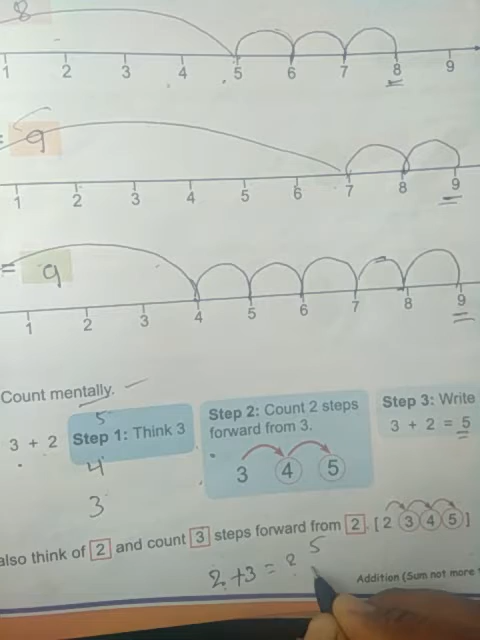 8
1 2 3 4 5 6 7 8 9
= 9
1 2 3 4 5 6 7 8 9
= 9
1 2 3 4 5 6 7 8 9
Count mentally.
5
3 + 2
Step 1: Think 3
4
3
Step 2: Count 2 steps
forward from 3.
3 4 5
Step 3: Write
3 + 2 = 5
also think of 2 and count 3 steps forward from 2. [ 2 3 4 5 ]
2 + 3 = 2 5
Addition (Sum not more